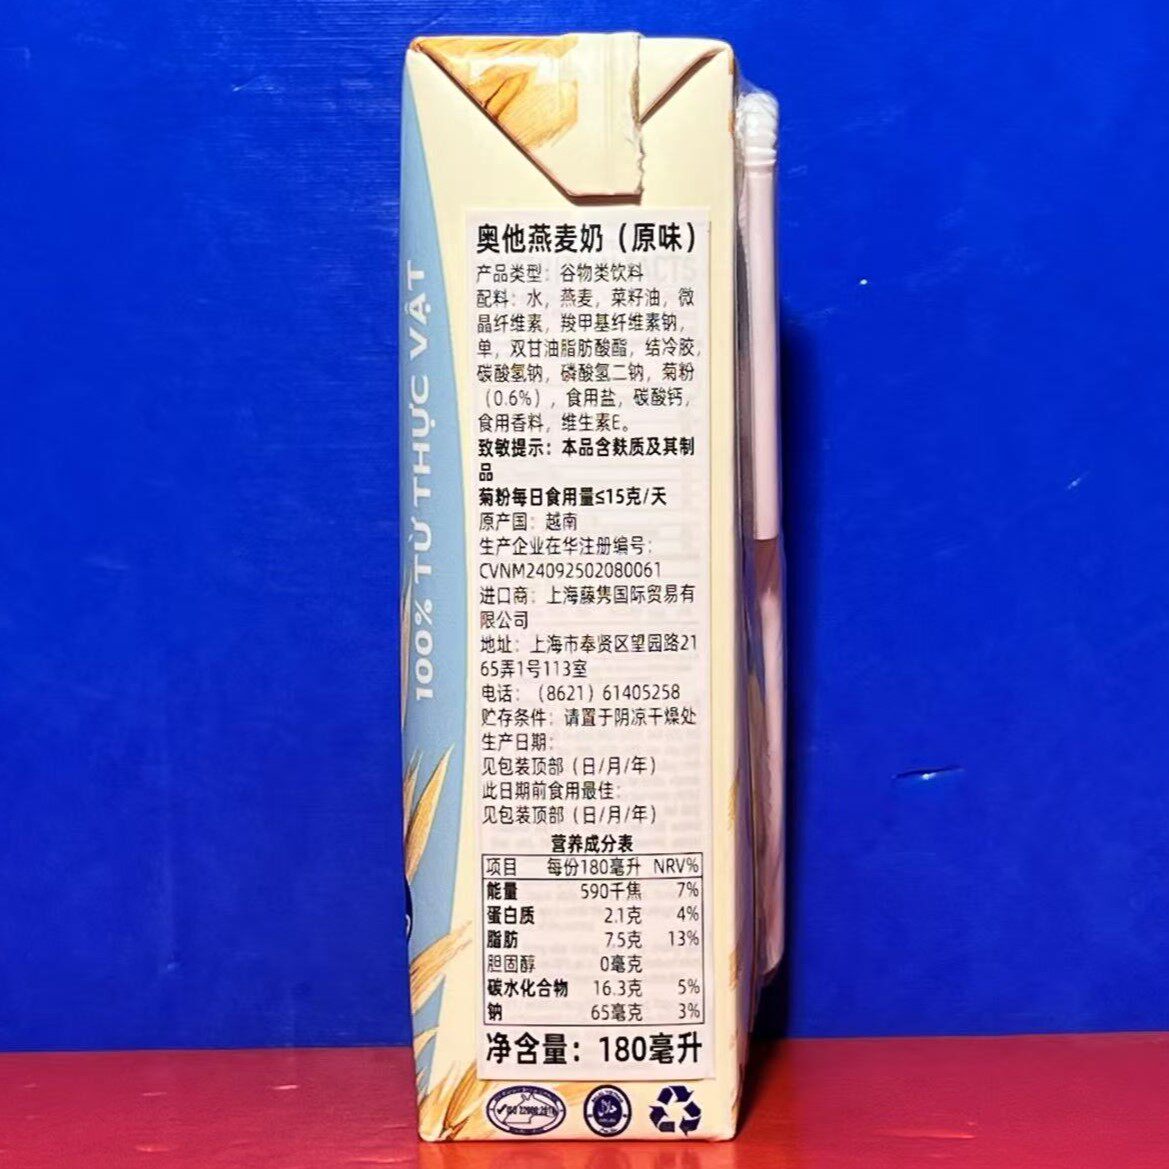 奥他燕麦奶（原味）
产品类型：谷物类饮料
配料：水，燕麦，菜籽油，微
晶纤维素，羧甲基纤维素钠，
单，双甘油脂肪酸酯，结冷胶，
碳酸氢钠，磷酸氢二钠，菊粉
（0.6%），食用盐，碳酸钙，
食用香料，维生素E。
致敏提示：本品含麸质及其制
品
菊粉每日食用量≤15克/天
原产国：越南
生产企业在华注册编号：
CVNM24092502080061
进口商：上海藤隽国际贸易有
限公司
地址：上海市奉贤区望园路21
65弄1号113室
电话：（8621）61405258
贮存条件：请置于阴凉干燥处
生产日期：
见包装顶部（日/月/年）
此日期前食用最佳：
见包装顶部（日/月/年）
营养成分表
项目 每份180毫升 NRV%
能量 590千焦 7%
蛋白质 2.1克 4%
脂肪 7.5克 13%
胆固醇 0毫克
碳水化合物 16.3克 5%
钠 65毫克 3%
净含量：180毫升
100% TỪ THỰC VẬT